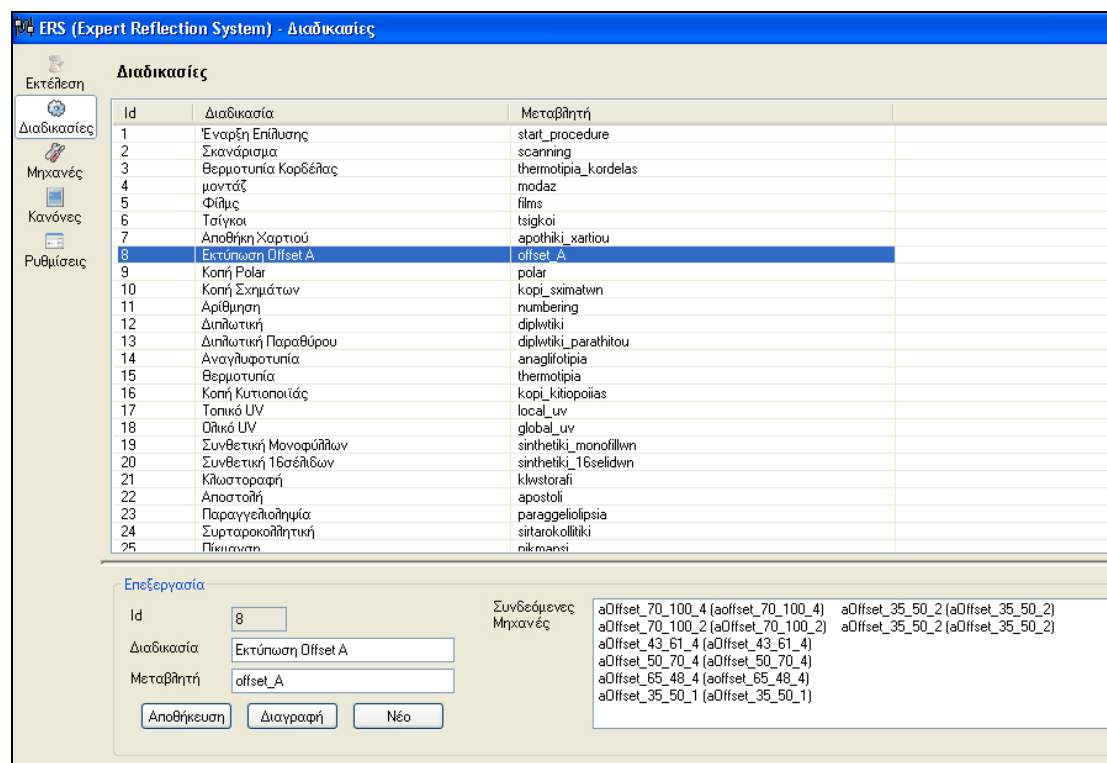 ERS (Expert Reflection System) - Διαδικασίες
Εκτέλεση
Διαδικασίες
Μηχανές
Κανόνες
Ρυθμίσεις
Διαδικασίες
Id Διαδικασία Μεταβλητή
1 Έναρξη Επίλυσης start_procedure
2 Σκανάρισμα scanning
3 Θερμοτυπία Κορδέλας thermotipia_kordelas
4 μοντάζ modaz
5 Φίλμς films
6 Τσίγκοι tsigkoi
7 Αποθήκη Χαρτιού apothiki_xartiou
8 Εκτύπωση Offset A offset_A
9 Κοπή Polar polar
10 Κοπή Σχημάτων kopi_sximatwn
11 Αρίθμηση numbering
12 Διπλωτική diplwtiki
13 Διπλωτική Παραθύρου diplwtiki_parathitou
14 Αναγλυφοτυπία anaglifotipia
15 Θερμοτυπία thermotipia
16 Κοπή Κυτιοποιϊάς kopi_kitiopoiias
17 Τοπικό UV local_uv
18 Ολικό UV global_uv
19 Συνθετική Μονοφύλλων sinthetiki_monofillwn
20 Συνθετική 16σέλιδων sinthetiki_16selidwn
21 Κλωστοραφή klwstorafi
22 Αποστολή apostoli
23 Παραγγελιοληψία paraggeliolipsia
24 Συρταροκολλητική sirtarokollitiki
25 Πίκμανση pikmansi
Επεξεργασία
Id 8
Διαδικασία Εκτύπωση Offset A
Μεταβλητή offset_A
Αποθήκευση Διαγραφή Νέο
Συνδεόμενες
Μηχανές
aOffset_70_100_4 (aoffset_70_100_4) aOffset_35_50_2 (aOffset_35_50_2)
aOffset_70_100_2 (aOffset_70_100_2) aOffset_35_50_2 (aOffset_35_50_2)
aOffset_43_61_4 (aOffset_43_61_4)
aOffset_50_70_4 (aOffset_50_70_4)
aOffset_65_48_4 (aoffset_65_48_4)
aOffset_35_50_1 (aOffset_35_50_1)